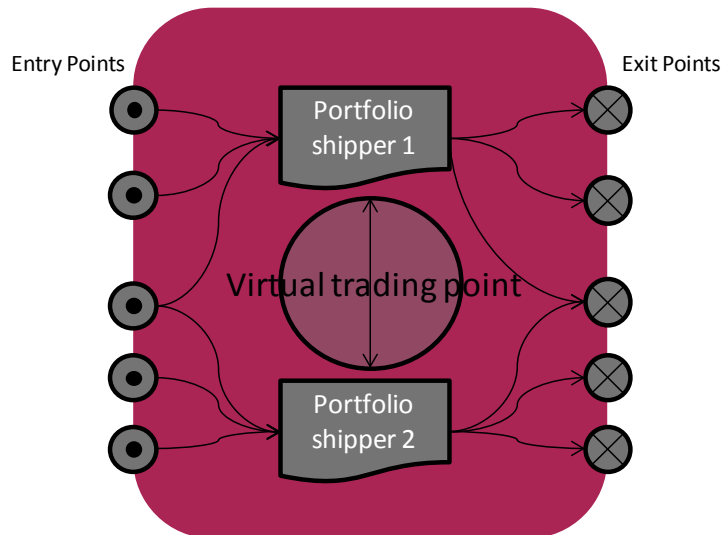 Entry Points
Exit Points
Portfolio
shipper 1
Virtual trading point
Portfolio
shipper 2